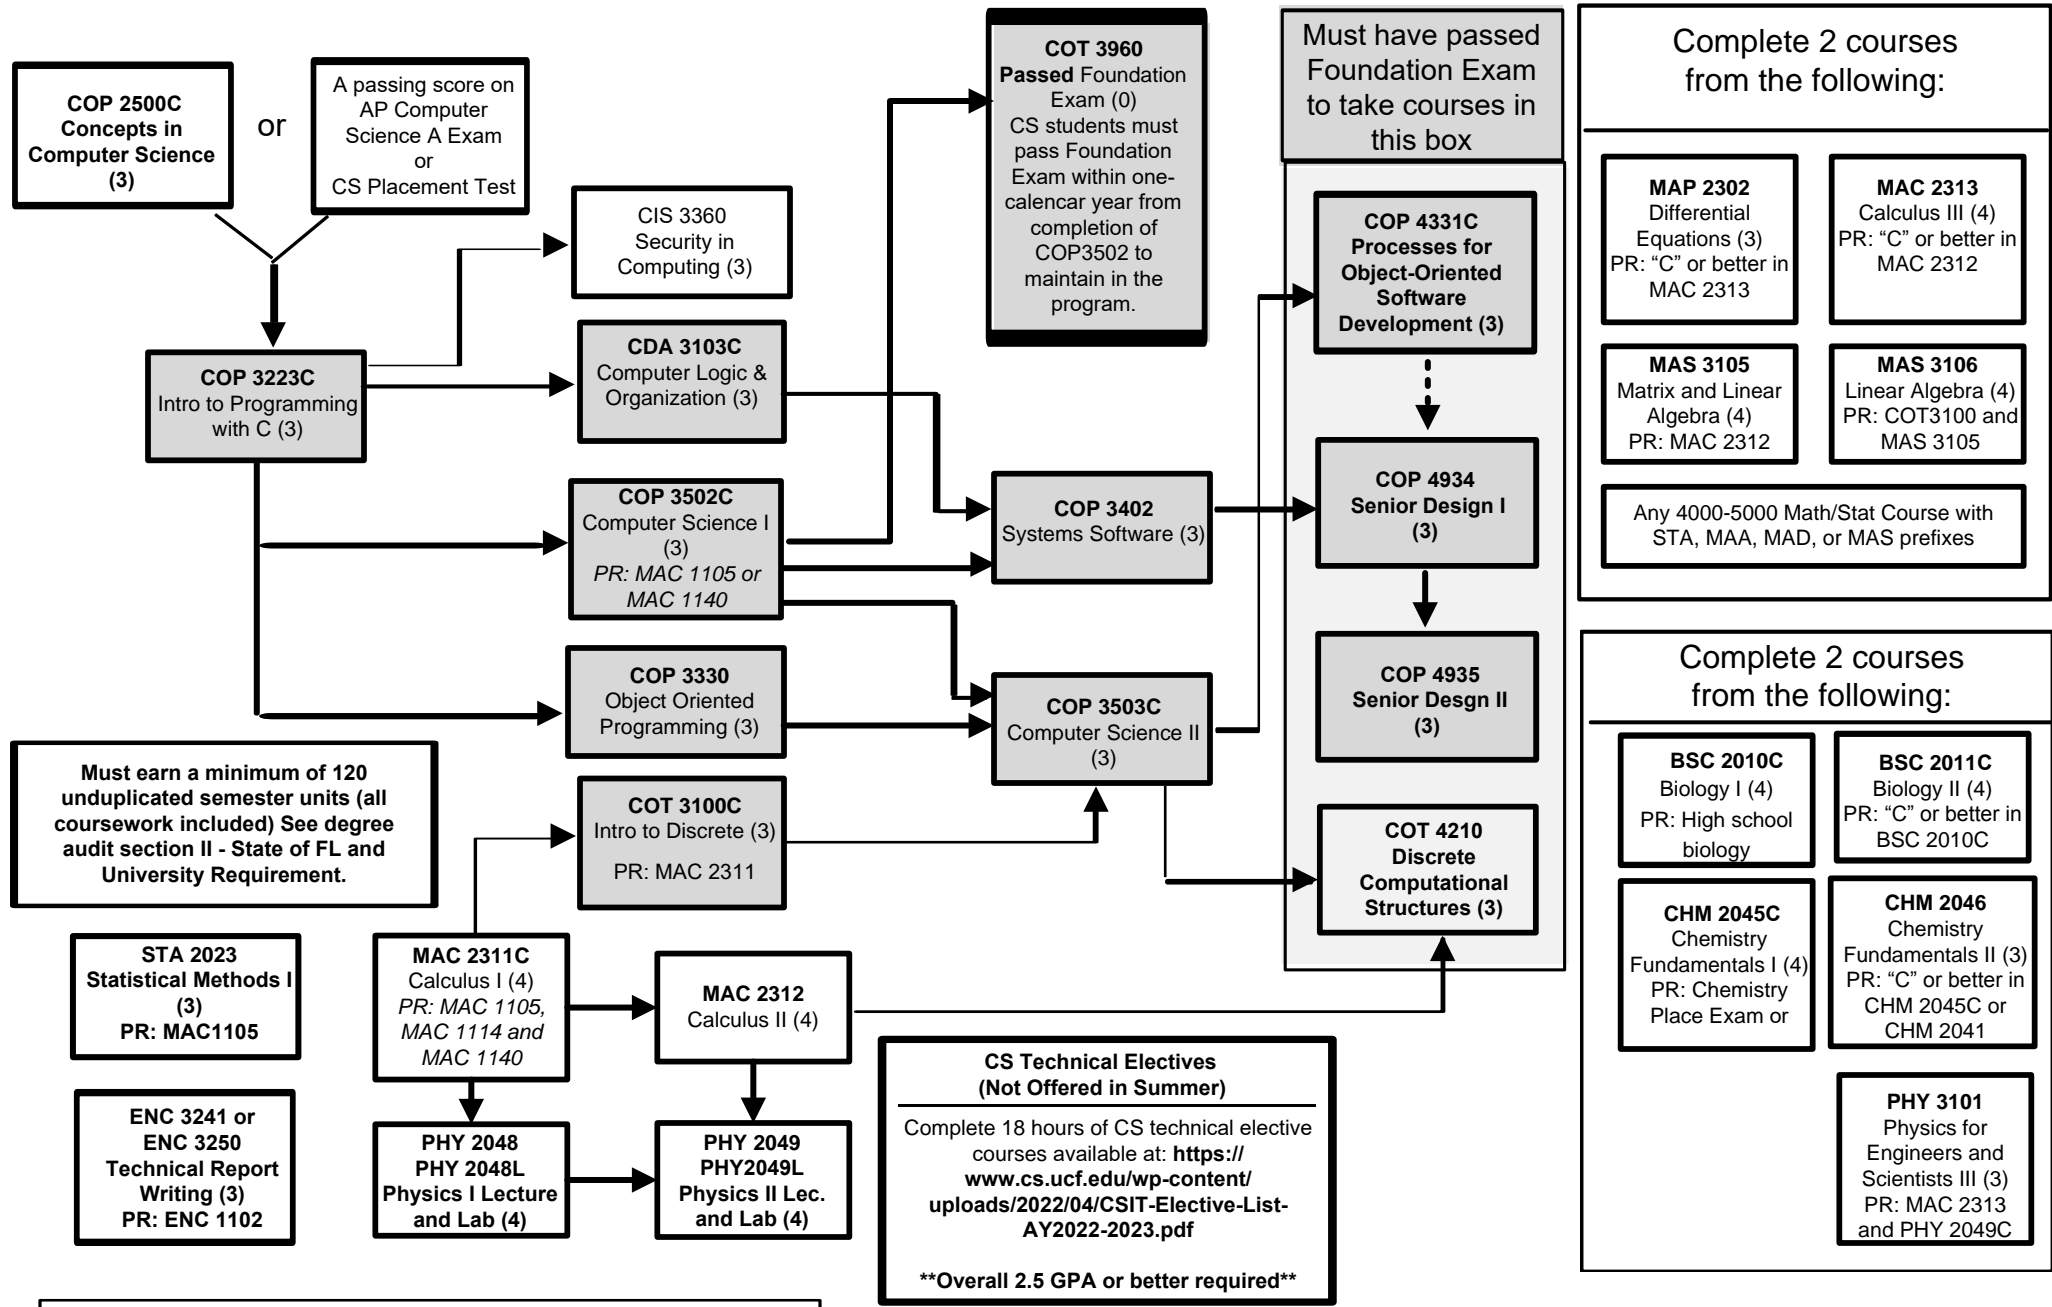 COP 2500C
Concepts in
Computer Science
(3)
or
A passing score on
AP Computer
Science A Exam
or
CS Placement Test
COP 3223C
Intro to Programming
with C (3)
CIS 3360
Security in
Computing (3)
CDA 3103C
Computer Logic &
Organization (3)
COP 3502C
Computer Science I
(3)
PR: MAC 1105 or
MAC 1140
COP 3330
Object Oriented
Programming (3)
COT 3100C
Intro to Discrete (3)
PR: MAC 2311
COT 3960
Passed Foundation
Exam (0)
CS students must
pass Foundation
Exam within one-
calencar year from
completion of
COP3502 to
maintain in the
program.
COP 3402
Systems Software (3)
COP 3503C
Computer Science II
(3)
Must have passed
Foundation Exam
to take courses in
this box
COP 4331C
Processes for
Object-Oriented
Software
Development (3)
COP 4934
Senior Design I
(3)
COP 4935
Senior Desgn II
(3)
COT 4210
Discrete
Computational
Structures (3)
Must earn a minimum of 120
unduplicated semester units (all
coursework included) See degree
audit section II - State of FL and
University Requirement.
STA 2023
Statistical Methods I
(3)
PR: MAC1105
ENC 3241 or
ENC 3250
Technical Report
Writing (3)
PR: ENC 1102
MAC 2311C
Calculus I (4)
PR: MAC 1105,
MAC 1114 and
MAC 1140
MAC 2312
Calculus II (4)
PHY 2048
PHY 2048L
Physics I Lecture
and Lab (4)
PHY 2049
PHY2049L
Physics II Lec.
and Lab (4)
CS Technical Electives
(Not Offered in Summer)
Complete 18 hours of CS technical elective
courses available at: https://
www.cs.ucf.edu/wp-content/
uploads/2022/04/CSIT-Elective-List-
AY2022-2023.pdf
**Overall 2.5 GPA or better required**
Complete 2 courses
from the following:
MAP 2302
Differential
Equations (3)
PR: “C” or better in
MAC 2313
MAC 2313
Calculus III (4)
PR: “C” or better in
MAC 2312
MAS 3105
Matrix and Linear
Algebra (4)
PR: MAC 2312
MAS 3106
Linear Algebra (4)
PR: COT3100 and
MAS 3105
Any 4000-5000 Math/Stat Course with
STA, MAA, MAD, or MAS prefixes
Complete 2 courses
from the following:
BSC 2010C
Biology I (4)
PR: High school
biology
BSC 2011C
Biology II (4)
PR: “C” or better in
BSC 2010C
CHM 2045C
Chemistry
Fundamentals I (4)
PR: Chemistry
Place Exam or
CHM 2046
Chemistry
Fundamentals II (3)
PR: “C” or better in
CHM 2045C or
CHM 2041
PHY 3101
Physics for
Engineers and
Scientists III (3)
PR: MAC 2313
and PHY 2049C